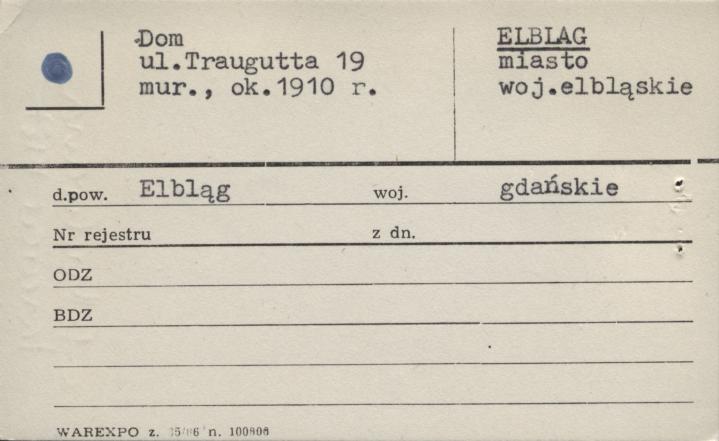 Dom
ul.Traugutta 19
mur., ok.1910 r.
ELBLAG
miasto
woj.elbląskie
d.pow. Elbląg woj. gdańskie
Nr rejestru z dn.
ODZ
BDZ
WAREXPO z. n.